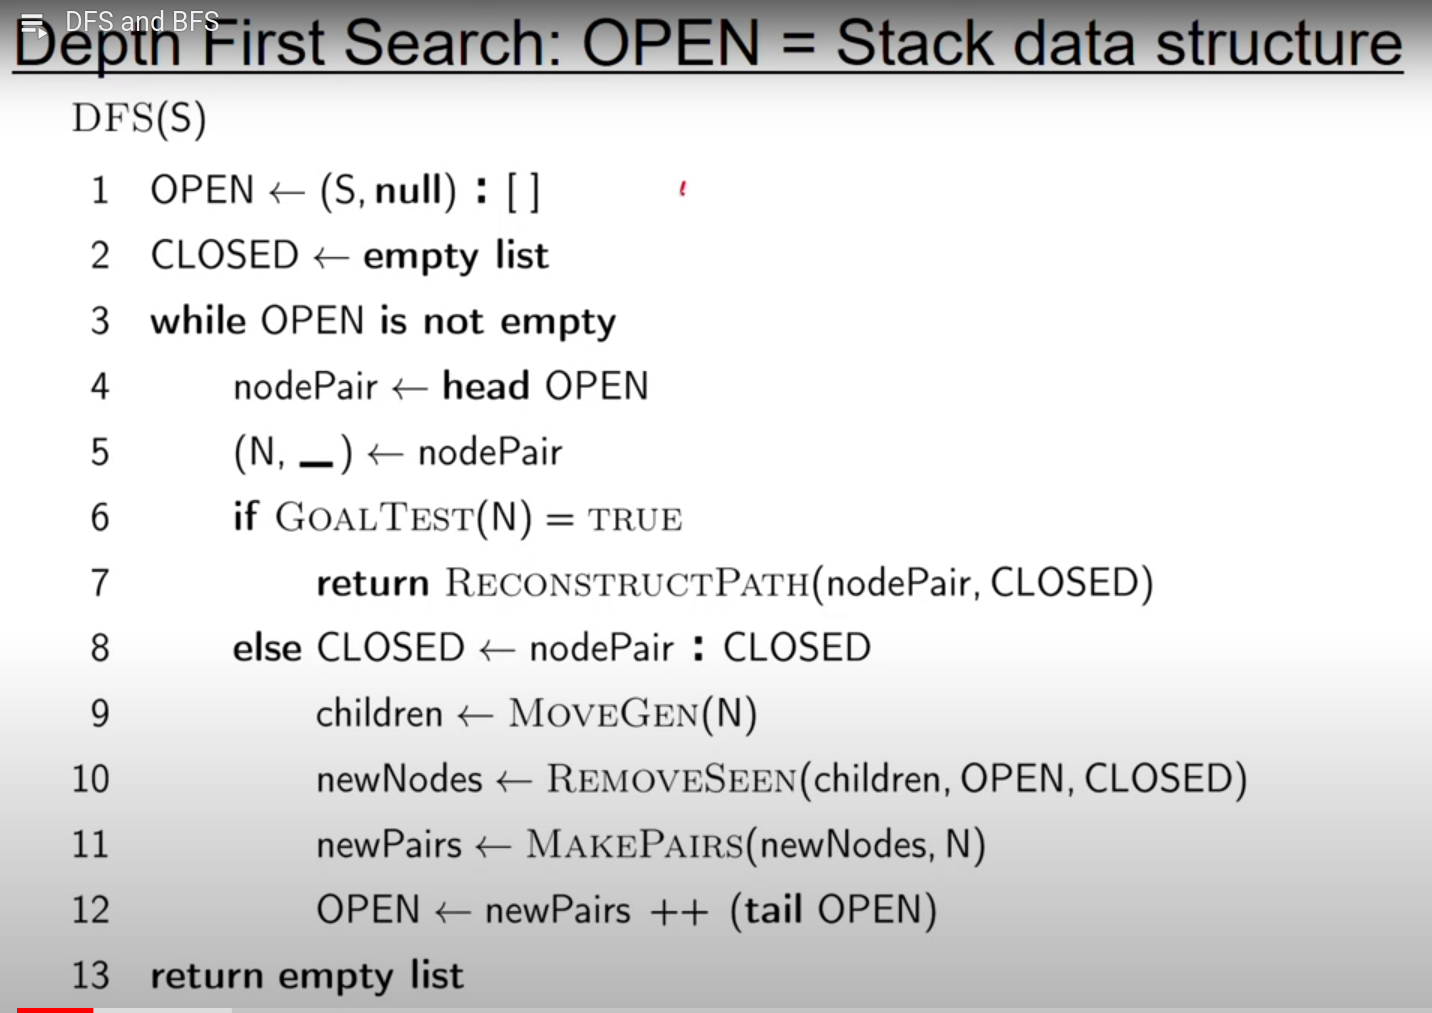 DFS and BFS
Depth First Search: OPEN = Stack data structure
DFS(S)
1 OPEN ← (S, null) : [ ]
2 CLOSED ← empty list
3 while OPEN is not empty
4 nodePair ← head OPEN
5 (N, _ ) ← nodePair
6 if GOALTEST(N) = TRUE
7 return RECONSTRUCTPATH(nodePair, CLOSED)
8 else CLOSED ← nodePair : CLOSED
9 children ← MOVEGEN(N)
10 newNodes ← REMOVESEEN(children, OPEN, CLOSED)
11 newPairs ← MAKEPAIRS(newNodes, N)
12 OPEN ← newPairs ++ (tail OPEN)
13 return empty list